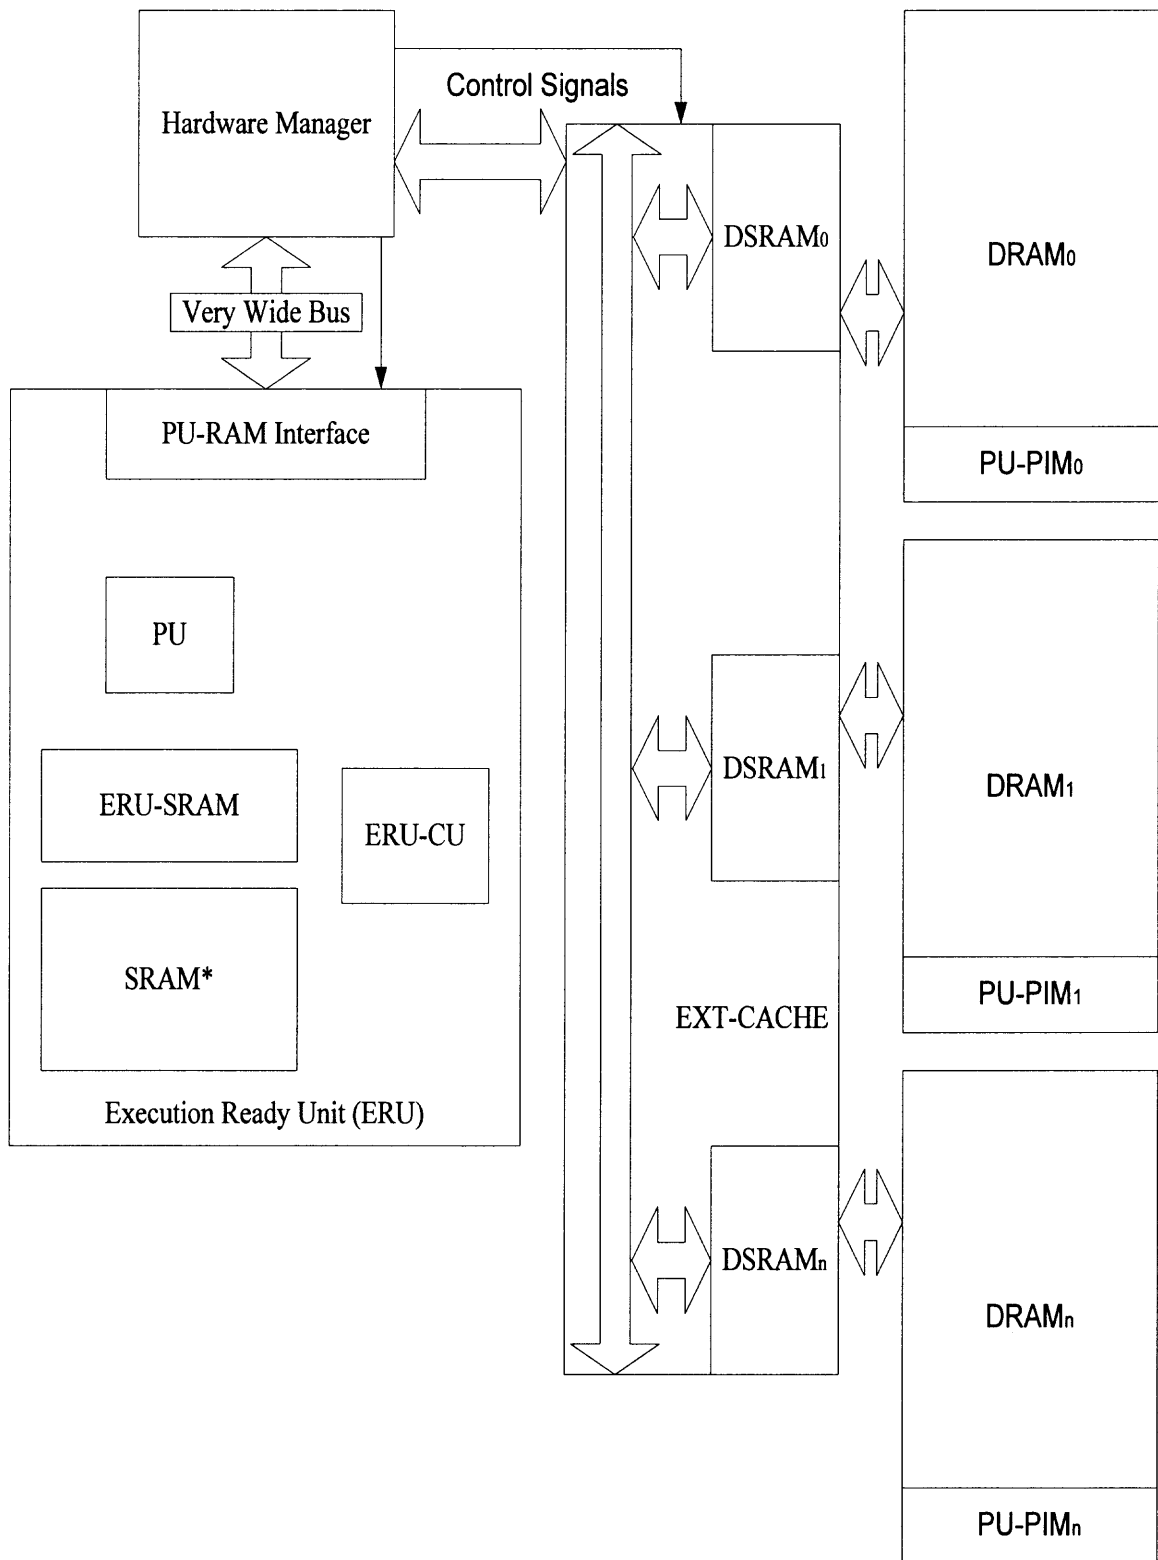 Control Signals
Hardware Manager
DSRAM0
DRAM0
Very Wide Bus
PU-RAM Interface
PU-PIM0
PU
DSRAM1
DRAM1
ERU-SRAM
ERU-CU
SRAM*
PU-PIM1
EXT-CACHE
Execution Ready Unit (ERU)
DSRAMn
DRAMn
PU-PIMn